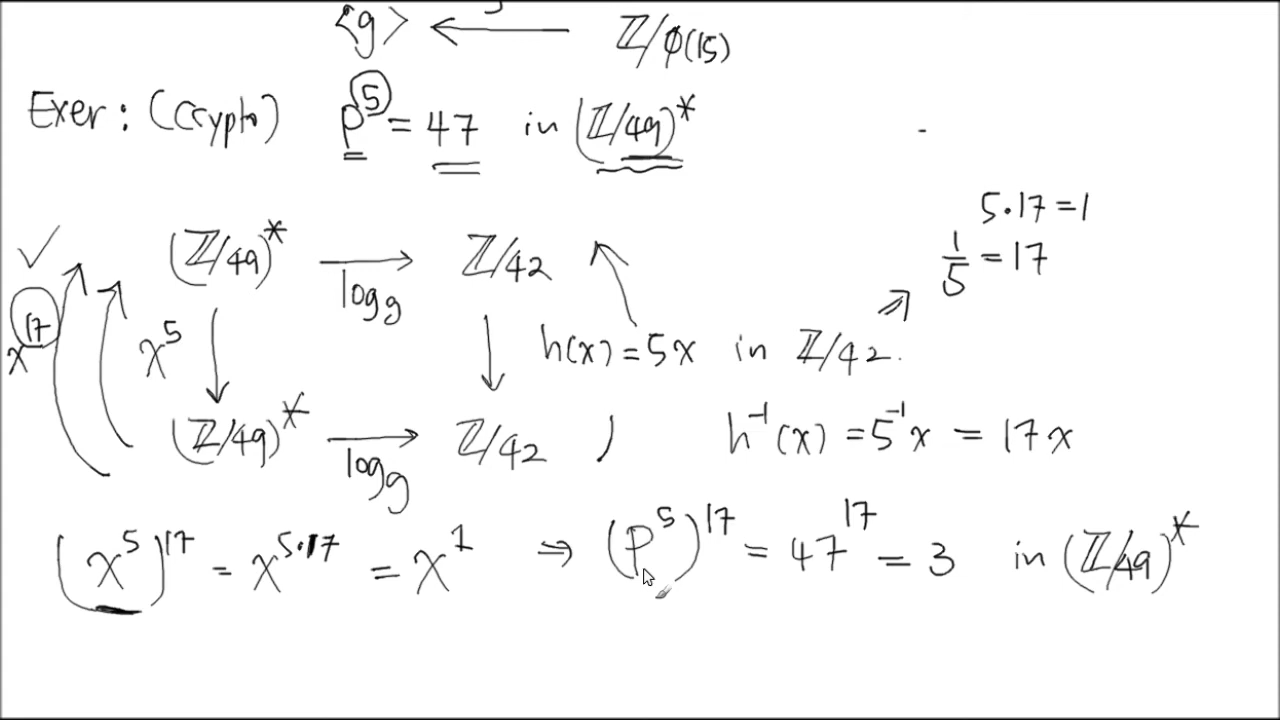 <g> ← ℤ/φ(15)
Exer: (Crypto) p^5 = 47 in (ℤ/49)^*
5·17 = 1
1/5 = 17
✓ (ℤ/49)^* → log g ℤ/42
x^17 x^5 ↓ ↓ h(x) = 5x in ℤ/42.
(ℤ/49)^* → log g ℤ/42 ) h^-1(x) = 5^-1 x = 17x
(x^5)^17 = x^5·17 = x^1 ⇒ (p^5)^17 = 47^17 = 3 in (ℤ/49)^*